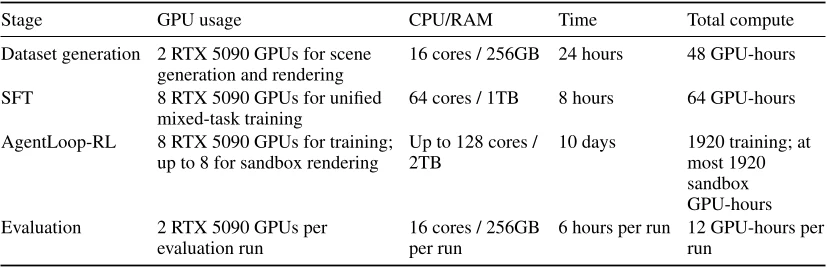 Stage GPU usage CPU/RAM Time Total compute
Dataset generation 2 RTX 5090 GPUs for scene 16 cores / 256GB 24 hours 48 GPU-hours
generation and rendering
SFT 8 RTX 5090 GPUs for unified 64 cores / 1TB 8 hours 64 GPU-hours
mixed-task training
AgentLoop-RL 8 RTX 5090 GPUs for training; Up to 128 cores / 10 days 1920 training; at
up to 8 for sandbox rendering 2TB most 1920
sandbox
GPU-hours
Evaluation 2 RTX 5090 GPUs per 16 cores / 256GB 6 hours per run 12 GPU-hours per
evaluation run per run run